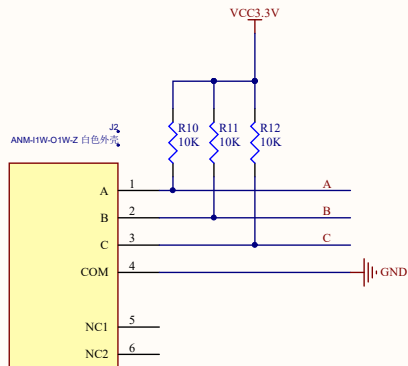 VCC3.3V
J2
ANM-I1W-O1W-Z 白色外壳
R10
10K
R11
10K
R12
10K
A 1 A
B 2 B
C 3 C
COM 4 GND
NC1 5
NC2 6